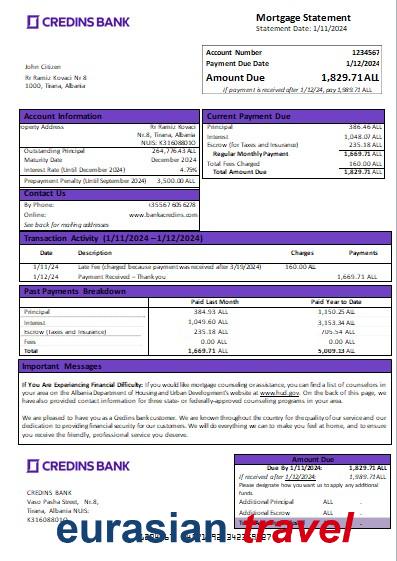 CREDINS BANK
Mortgage Statement
Statement Date: 1/11/2024
Account Number 1234567
Payment Due Date 1/12/2024
Amount Due 1,829.71 ALL
if payment is received after 1/12/24, pay 1,989.71 ALL
John Citizen
Rr Ramiz Kovaci Nr 8
1000, Tirana, Albania
Account Information
operty Address Rr Ramiz Kovaci
Nr.8, Tirana, Albania
NUIS: K31608801O
Outstanding Principal 264,776.43 ALL
Maturity Date December 2024
Interest Rate (Until December 2024) 4.75%
Prepayment Penalty (Until September 2024) 3,500.00 ALL
Contact Us
By Phone: +35567 605 6278
Online: www.bankacredins.com
See back for mailing addresses
Current Payment Due
Principal 386.46 ALL
Interest 1,048.07 ALL
Escrow (for Taxes and Insurance) 235.18 ALL
Regular Monthly Payment 1,669.71 ALL
Total Fees Charged 160.00 ALL
Total Amount Due 1,829.71 ALL
Transaction Activity (1/11/2024 – 1/12/2024)
Date Description Charges Payments
1/11/24 Late Fee (charged because payment was received after 3/19/2024) 160.00 ALL
1/12/24 Payment Received – Thank you 1,669.71 ALL
Past Payments Breakdown
Paid Last Month Paid Year to Date
Principal 384.93 ALL 1,150.25 ALL
Interest 1,049.60 ALL 3,153.34 ALL
Escrow (Taxes and Insurance) 235.18 ALL 705.54 ALL
Fees 0.00 ALL 0.00 ALL
Total 1,669.71 ALL 5,009.13 ALL
Important Messages
If You Are Experiencing Financial Difficulty: If you would like mortgage counseling or assistance, you can find a list of counselors in
your area on the Albania Department of Housing and Urban Development's website at www.hud.gov. On the back of this page, we
have also provided contact information for three state- or federally-approved counseling programs in your area.
We are pleased to have you as a Credins bank customer. We are known throughout the country for the quality of our service and our
dedication to providing financial security for our customers. We will do everything we can to make you feel at home, and to ensure
you receive the friendly, professional service you deserve.
CREDINS BANK
CREDINS BANK
Vaso Pasha Street, Nr.8,
Tirana, Albania NUIS:
K31608801O
Amount Due
Due By 1/11/2024: 1,829.71 ALL
if received after 1/12/2024: 1,989.71 ALL
Please designate how you want us to apply any additional
funds.
Additional Principal ALL .
Additional Escrow ALL .
eurasian travel